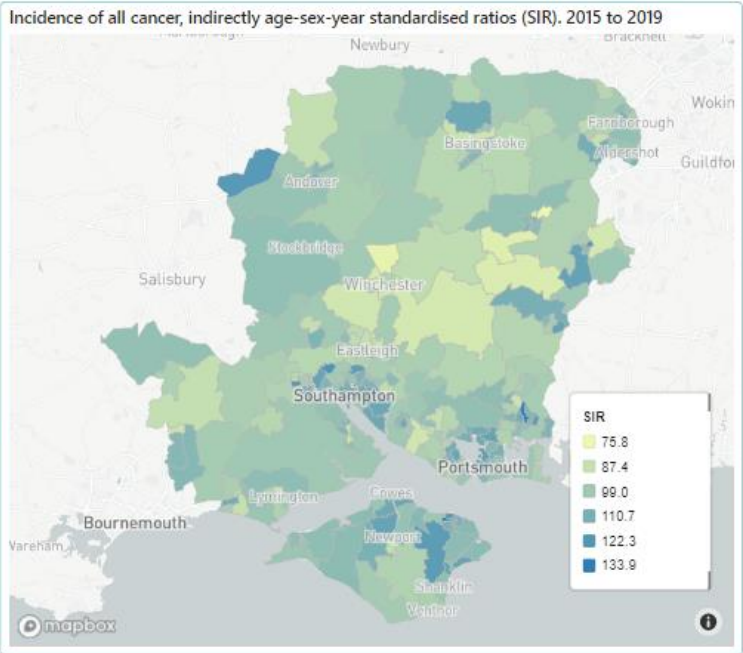 Incidence of all cancer, indirectly age-sex-year standardised ratios (SIR). 2015 to 2019
Newbury
Bracknell
Farnborough
Basingstoke
Aldershot
Andover
Stockbridge
Salisbury
Winchester
Eastleigh
Southampton
SIR
75.8
87.4
99.0
110.7
122.3
133.9
Portsmouth
Lymington
Cowes
Bournemouth
Newport
Wareham
Shanklin
Ventnor
mapbox